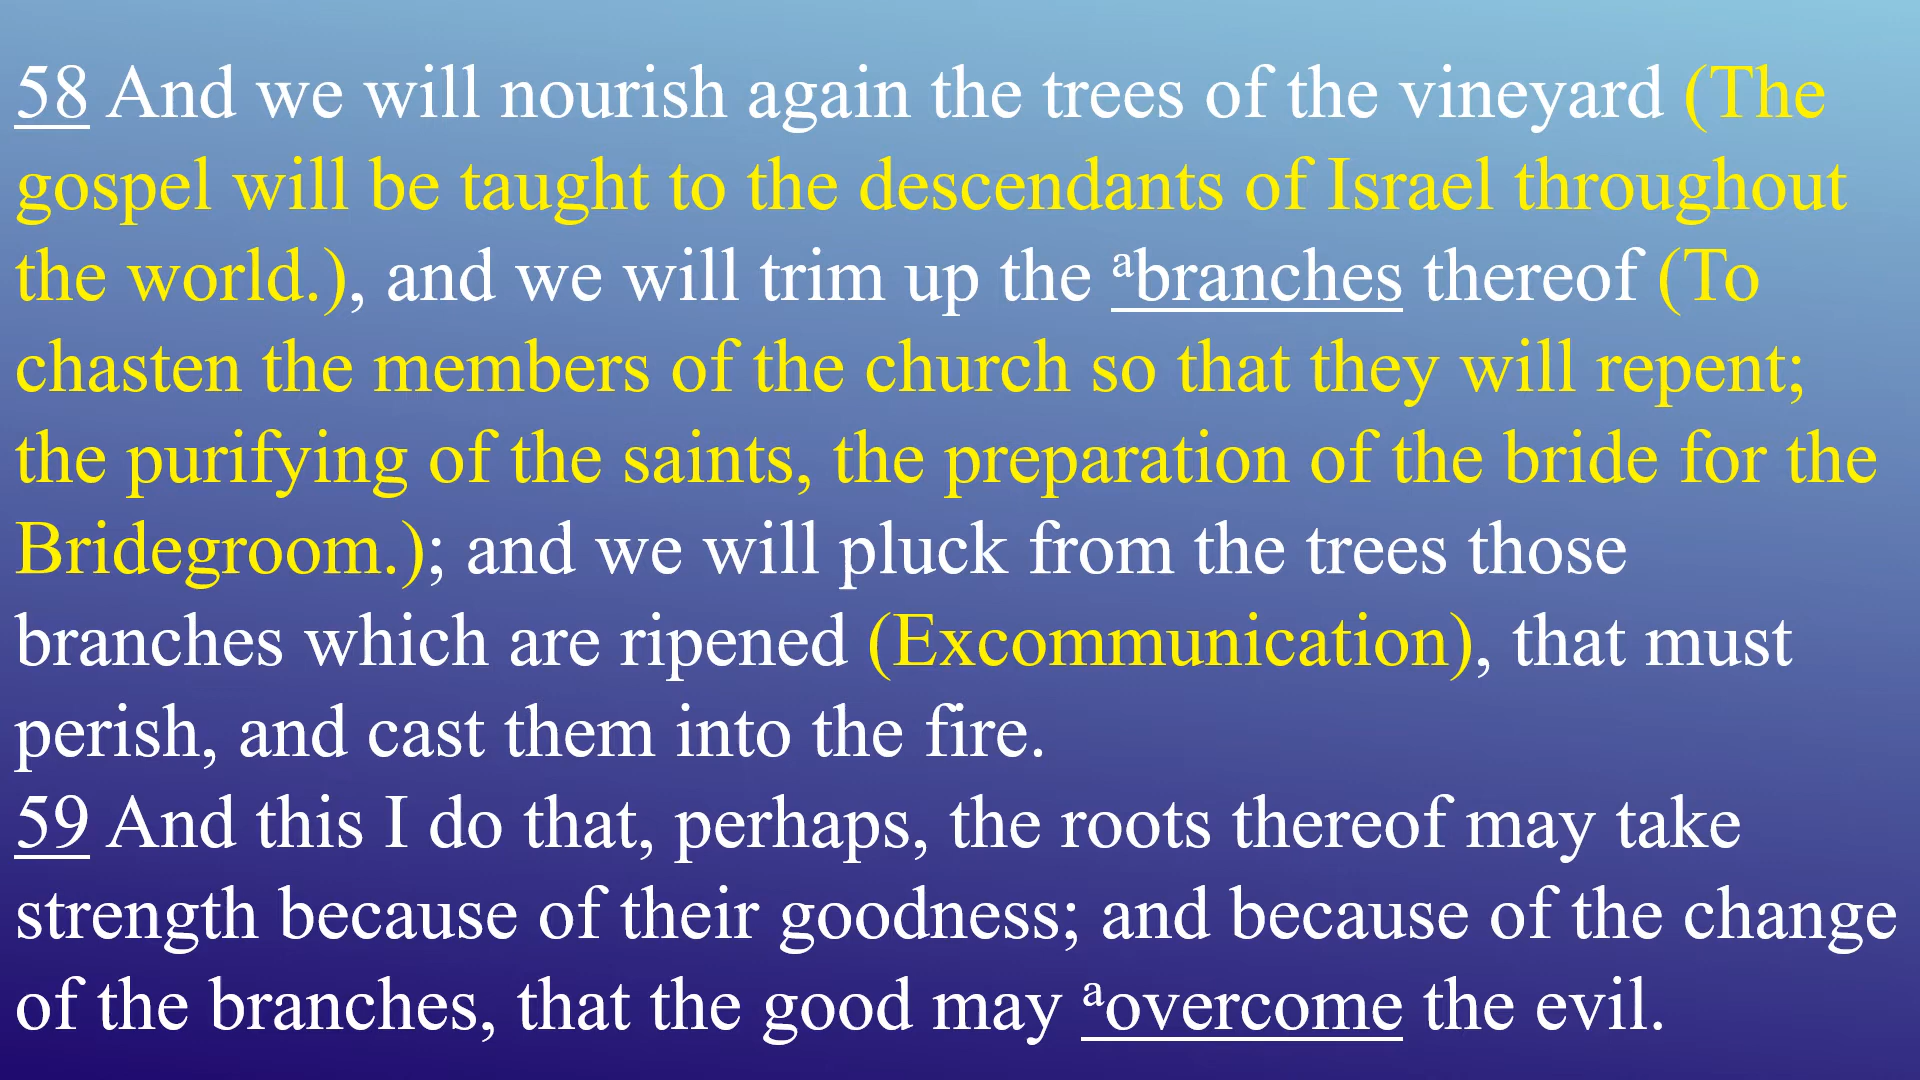 58 And we will nourish again the trees of the vineyard (The
gospel will be taught to the descendants of Israel throughout
the world.), and we will trim up the abranches thereof (To
chasten the members of the church so that they will repent;
the purifying of the saints, the preparation of the bride for the
Bridegroom.); and we will pluck from the trees those
branches which are ripened (Excommunication), that must
perish, and cast them into the fire.
59 And this I do that, perhaps, the roots thereof may take
strength because of their goodness; and because of the change
of the branches, that the good may aovercome the evil.